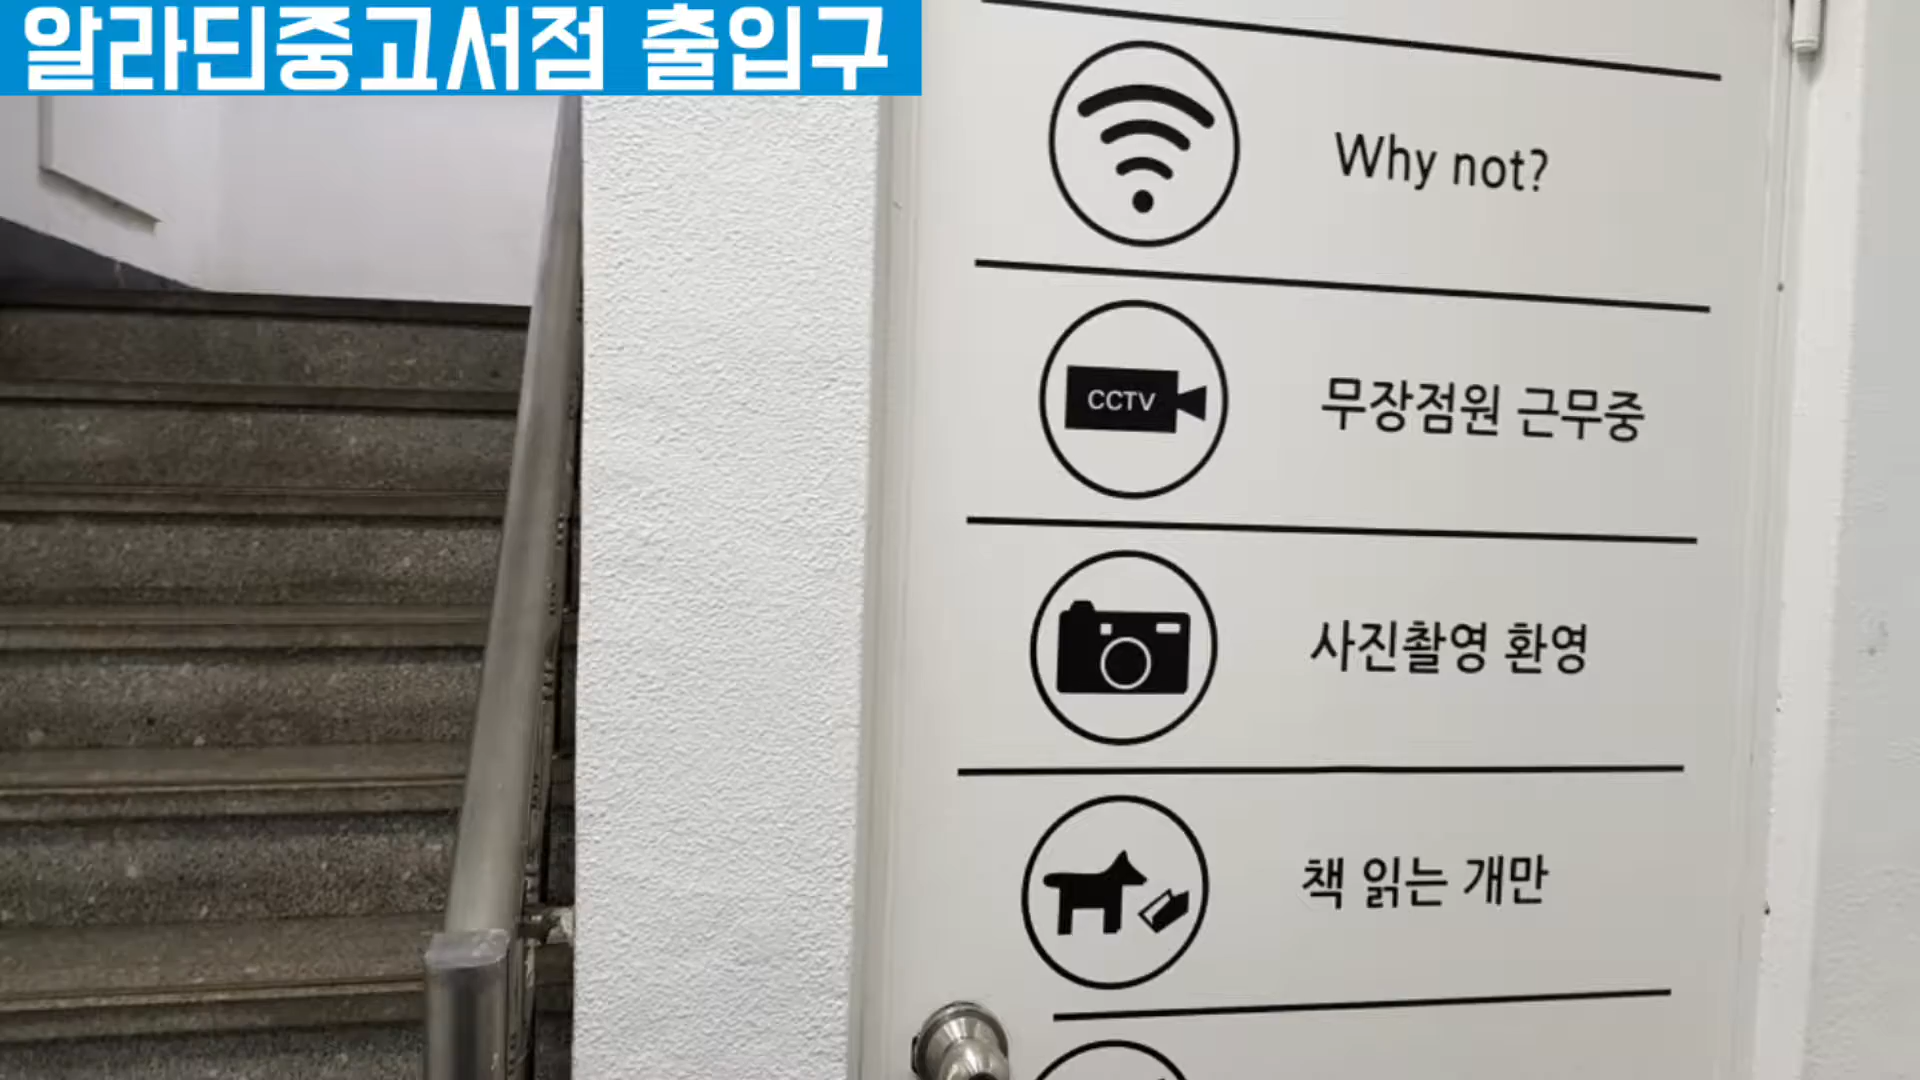 알라딘중고서점 출입구
Why not?
CCTV
무장점원 근무중
사진촬영 환영
책 읽는 개만